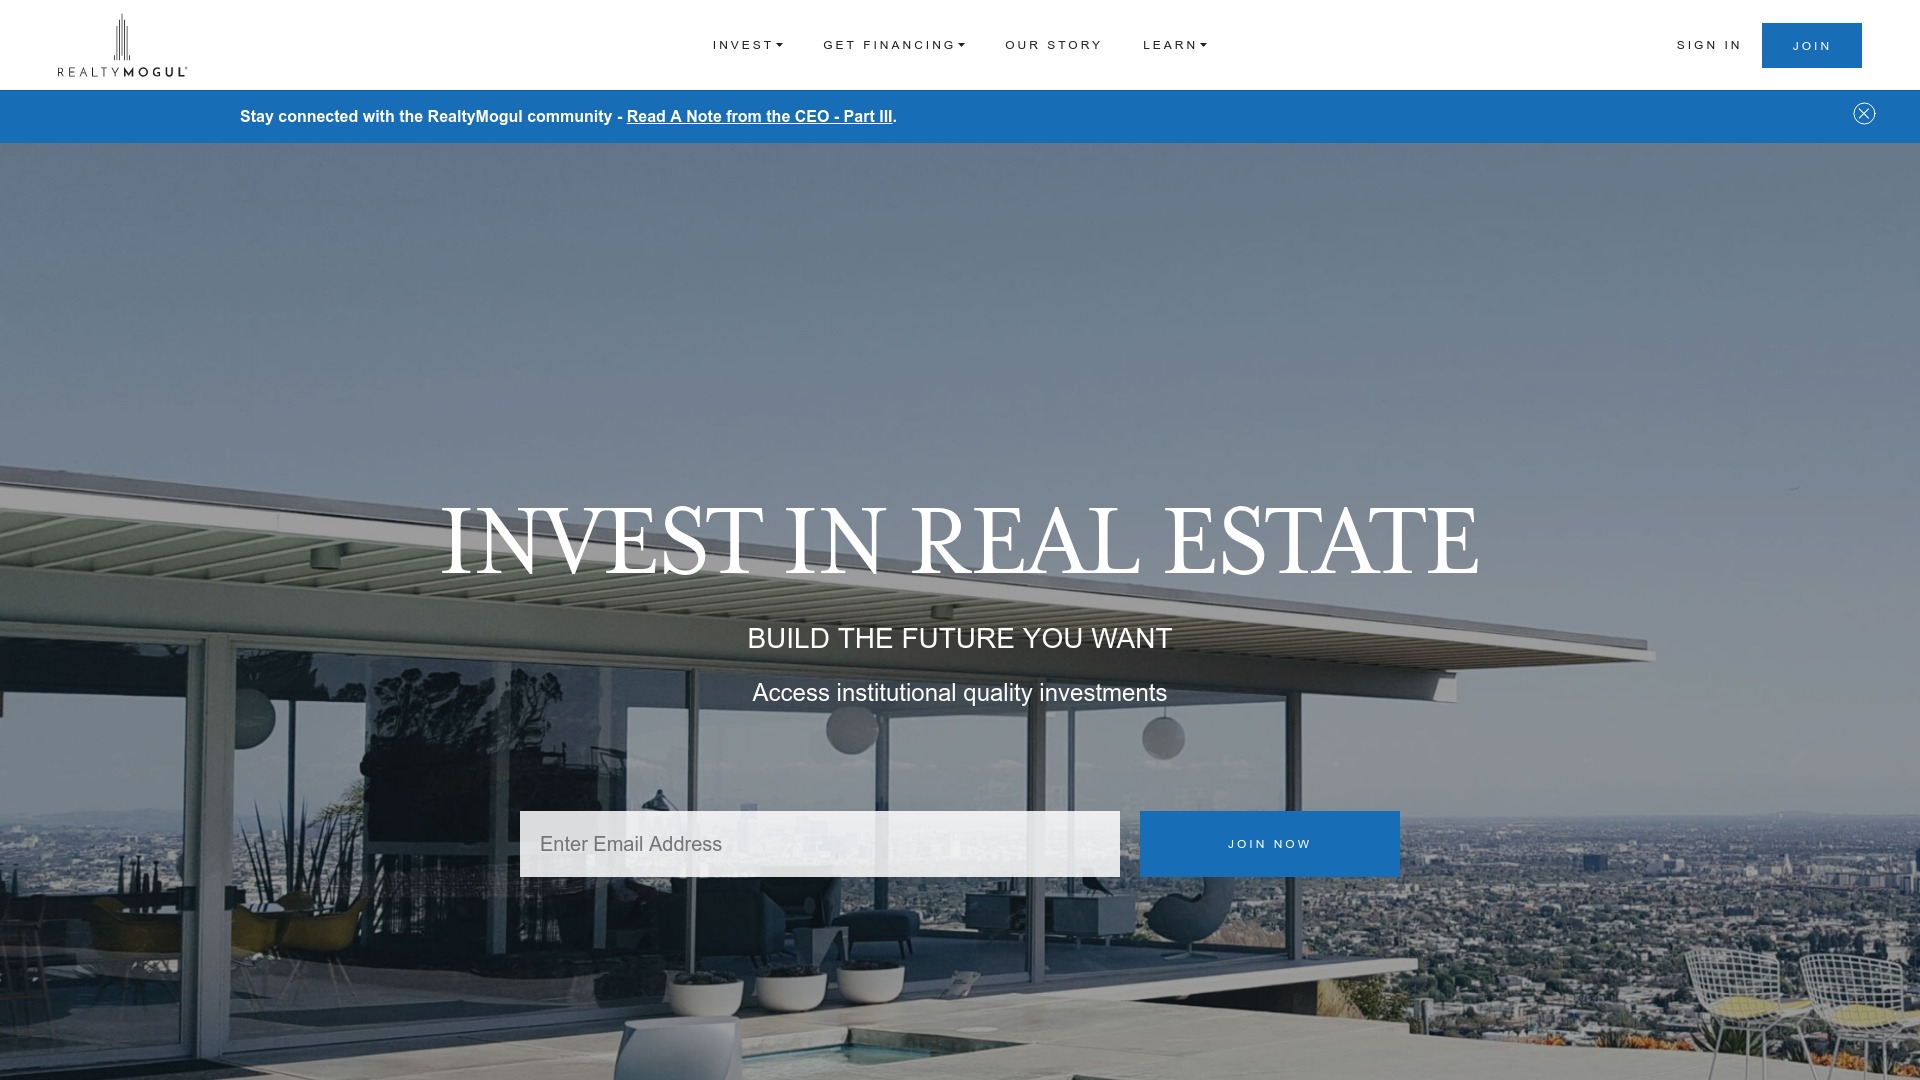 REALTYMOGUL
INVEST
GET FINANCING
OUR STORY
LEARN
SIGN IN
JOIN
Stay connected with the RealtyMogul community - Read A Note from the CEO - Part III.
INVEST IN REAL ESTATE
BUILD THE FUTURE YOU WANT
Access institutional quality investments
Enter Email Address
JOIN NOW